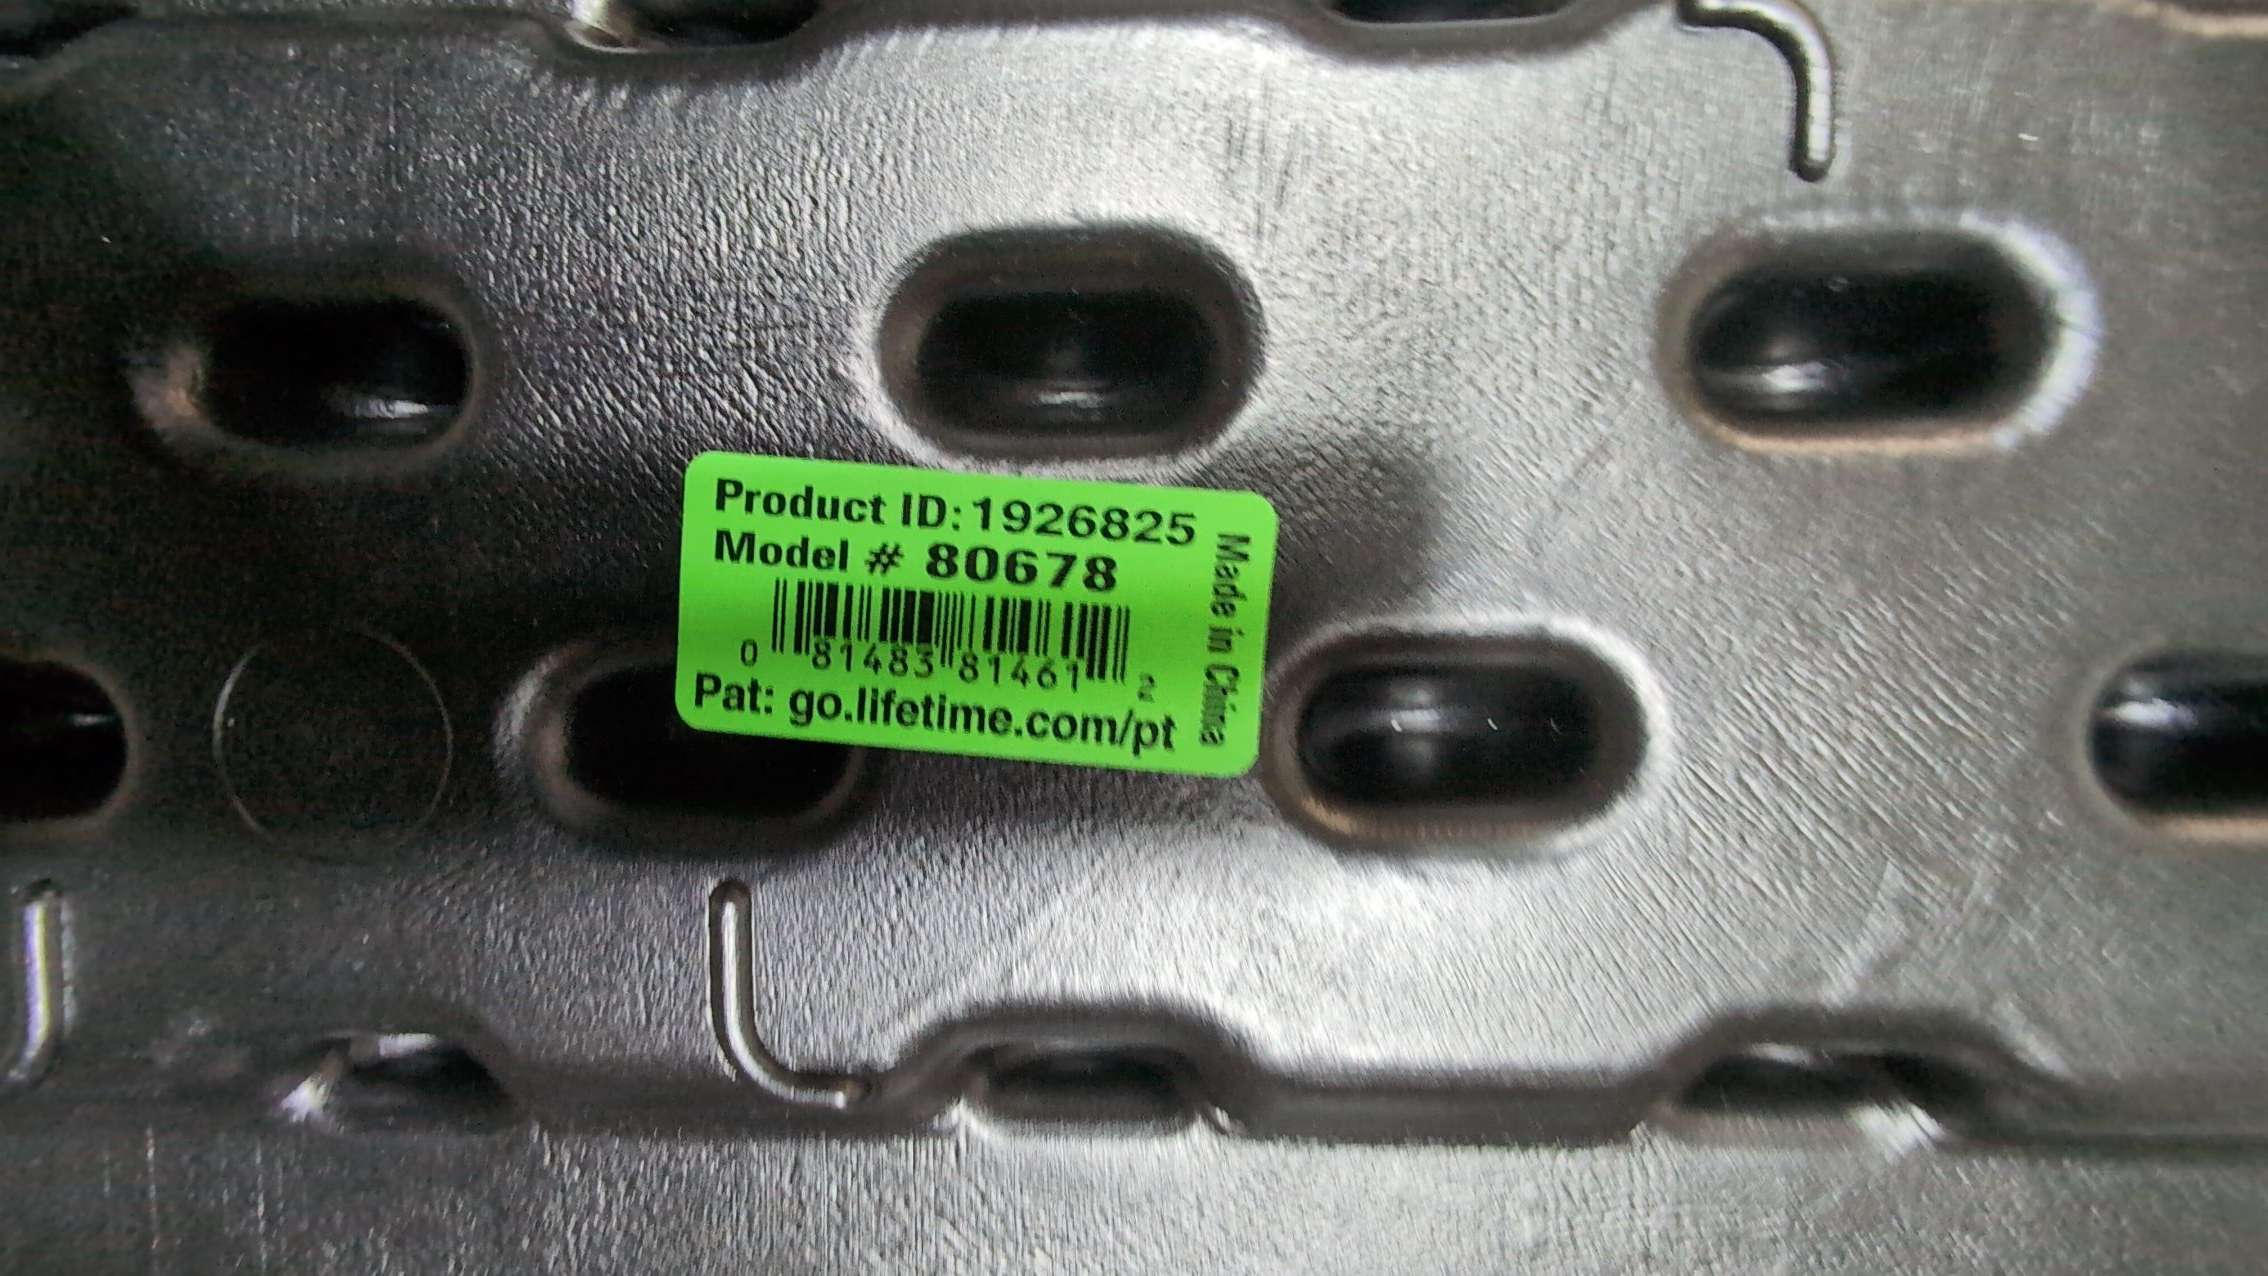 Product ID: 1926825
Model # 80678
0 81483 81461 2
Pat: go.lifetime.com/pt
Made in China